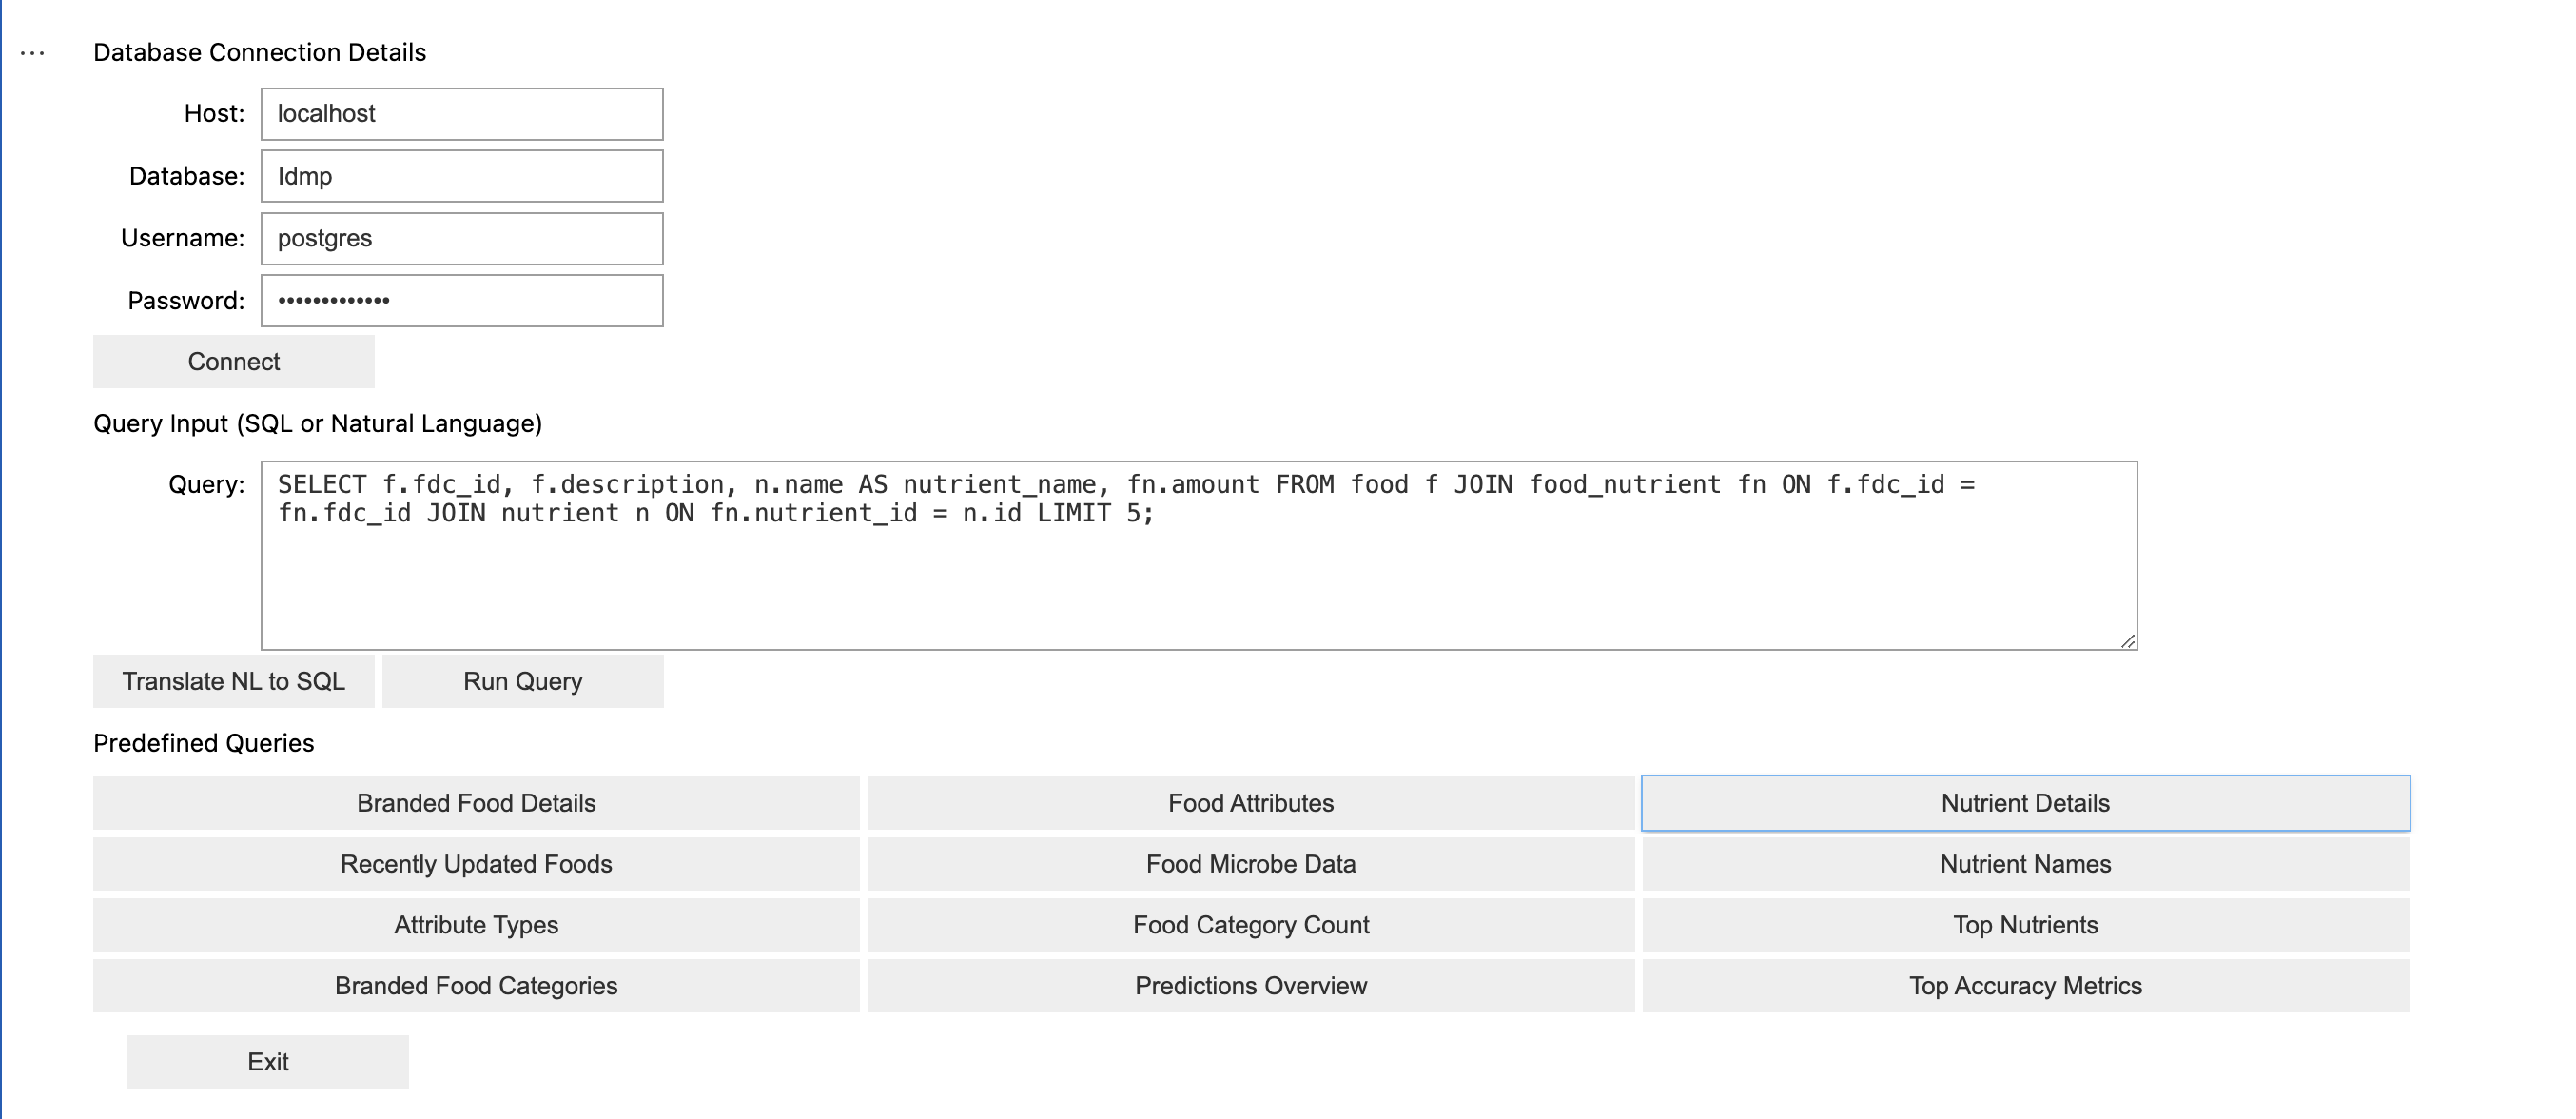 ...
Database Connection Details
Host: localhost
Database: ldmp
Username: postgres
Password: •••••••••••••
Connect
Query Input (SQL or Natural Language)
Query: SELECT f.fdc_id, f.description, n.name AS nutrient_name, fn.amount FROM food f JOIN food_nutrient fn ON f.fdc_id =
fn.fdc_id JOIN nutrient n ON fn.nutrient_id = n.id LIMIT 5;
Translate NL to SQL Run Query
Predefined Queries
Branded Food Details Food Attributes Nutrient Details
Recently Updated Foods Food Microbe Data Nutrient Names
Attribute Types Food Category Count Top Nutrients
Branded Food Categories Predictions Overview Top Accuracy Metrics
Exit